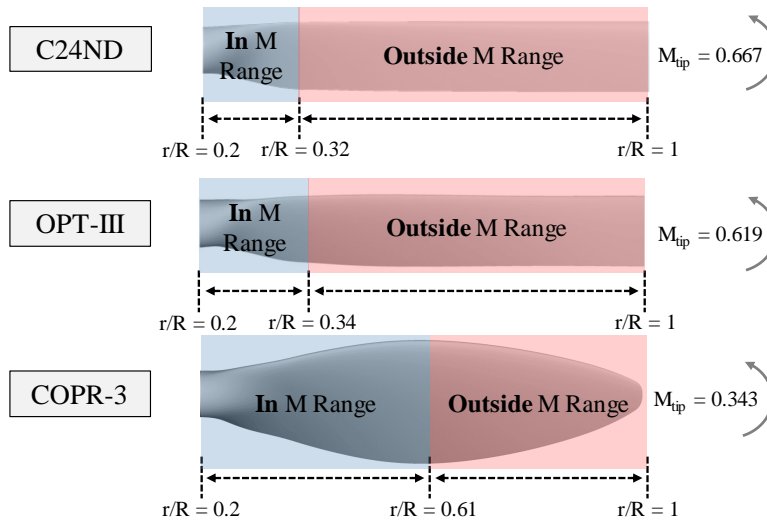 C24ND
In M
Range
Outside M Range
M_tip = 0.667
r/R = 0.2
r/R = 0.32
r/R = 1
OPT-III
In M
Range
Outside M Range
M_tip = 0.619
r/R = 0.2
r/R = 0.34
r/R = 1
COPR-3
In M Range
Outside M Range
M_tip = 0.343
r/R = 0.2
r/R = 0.61
r/R = 1